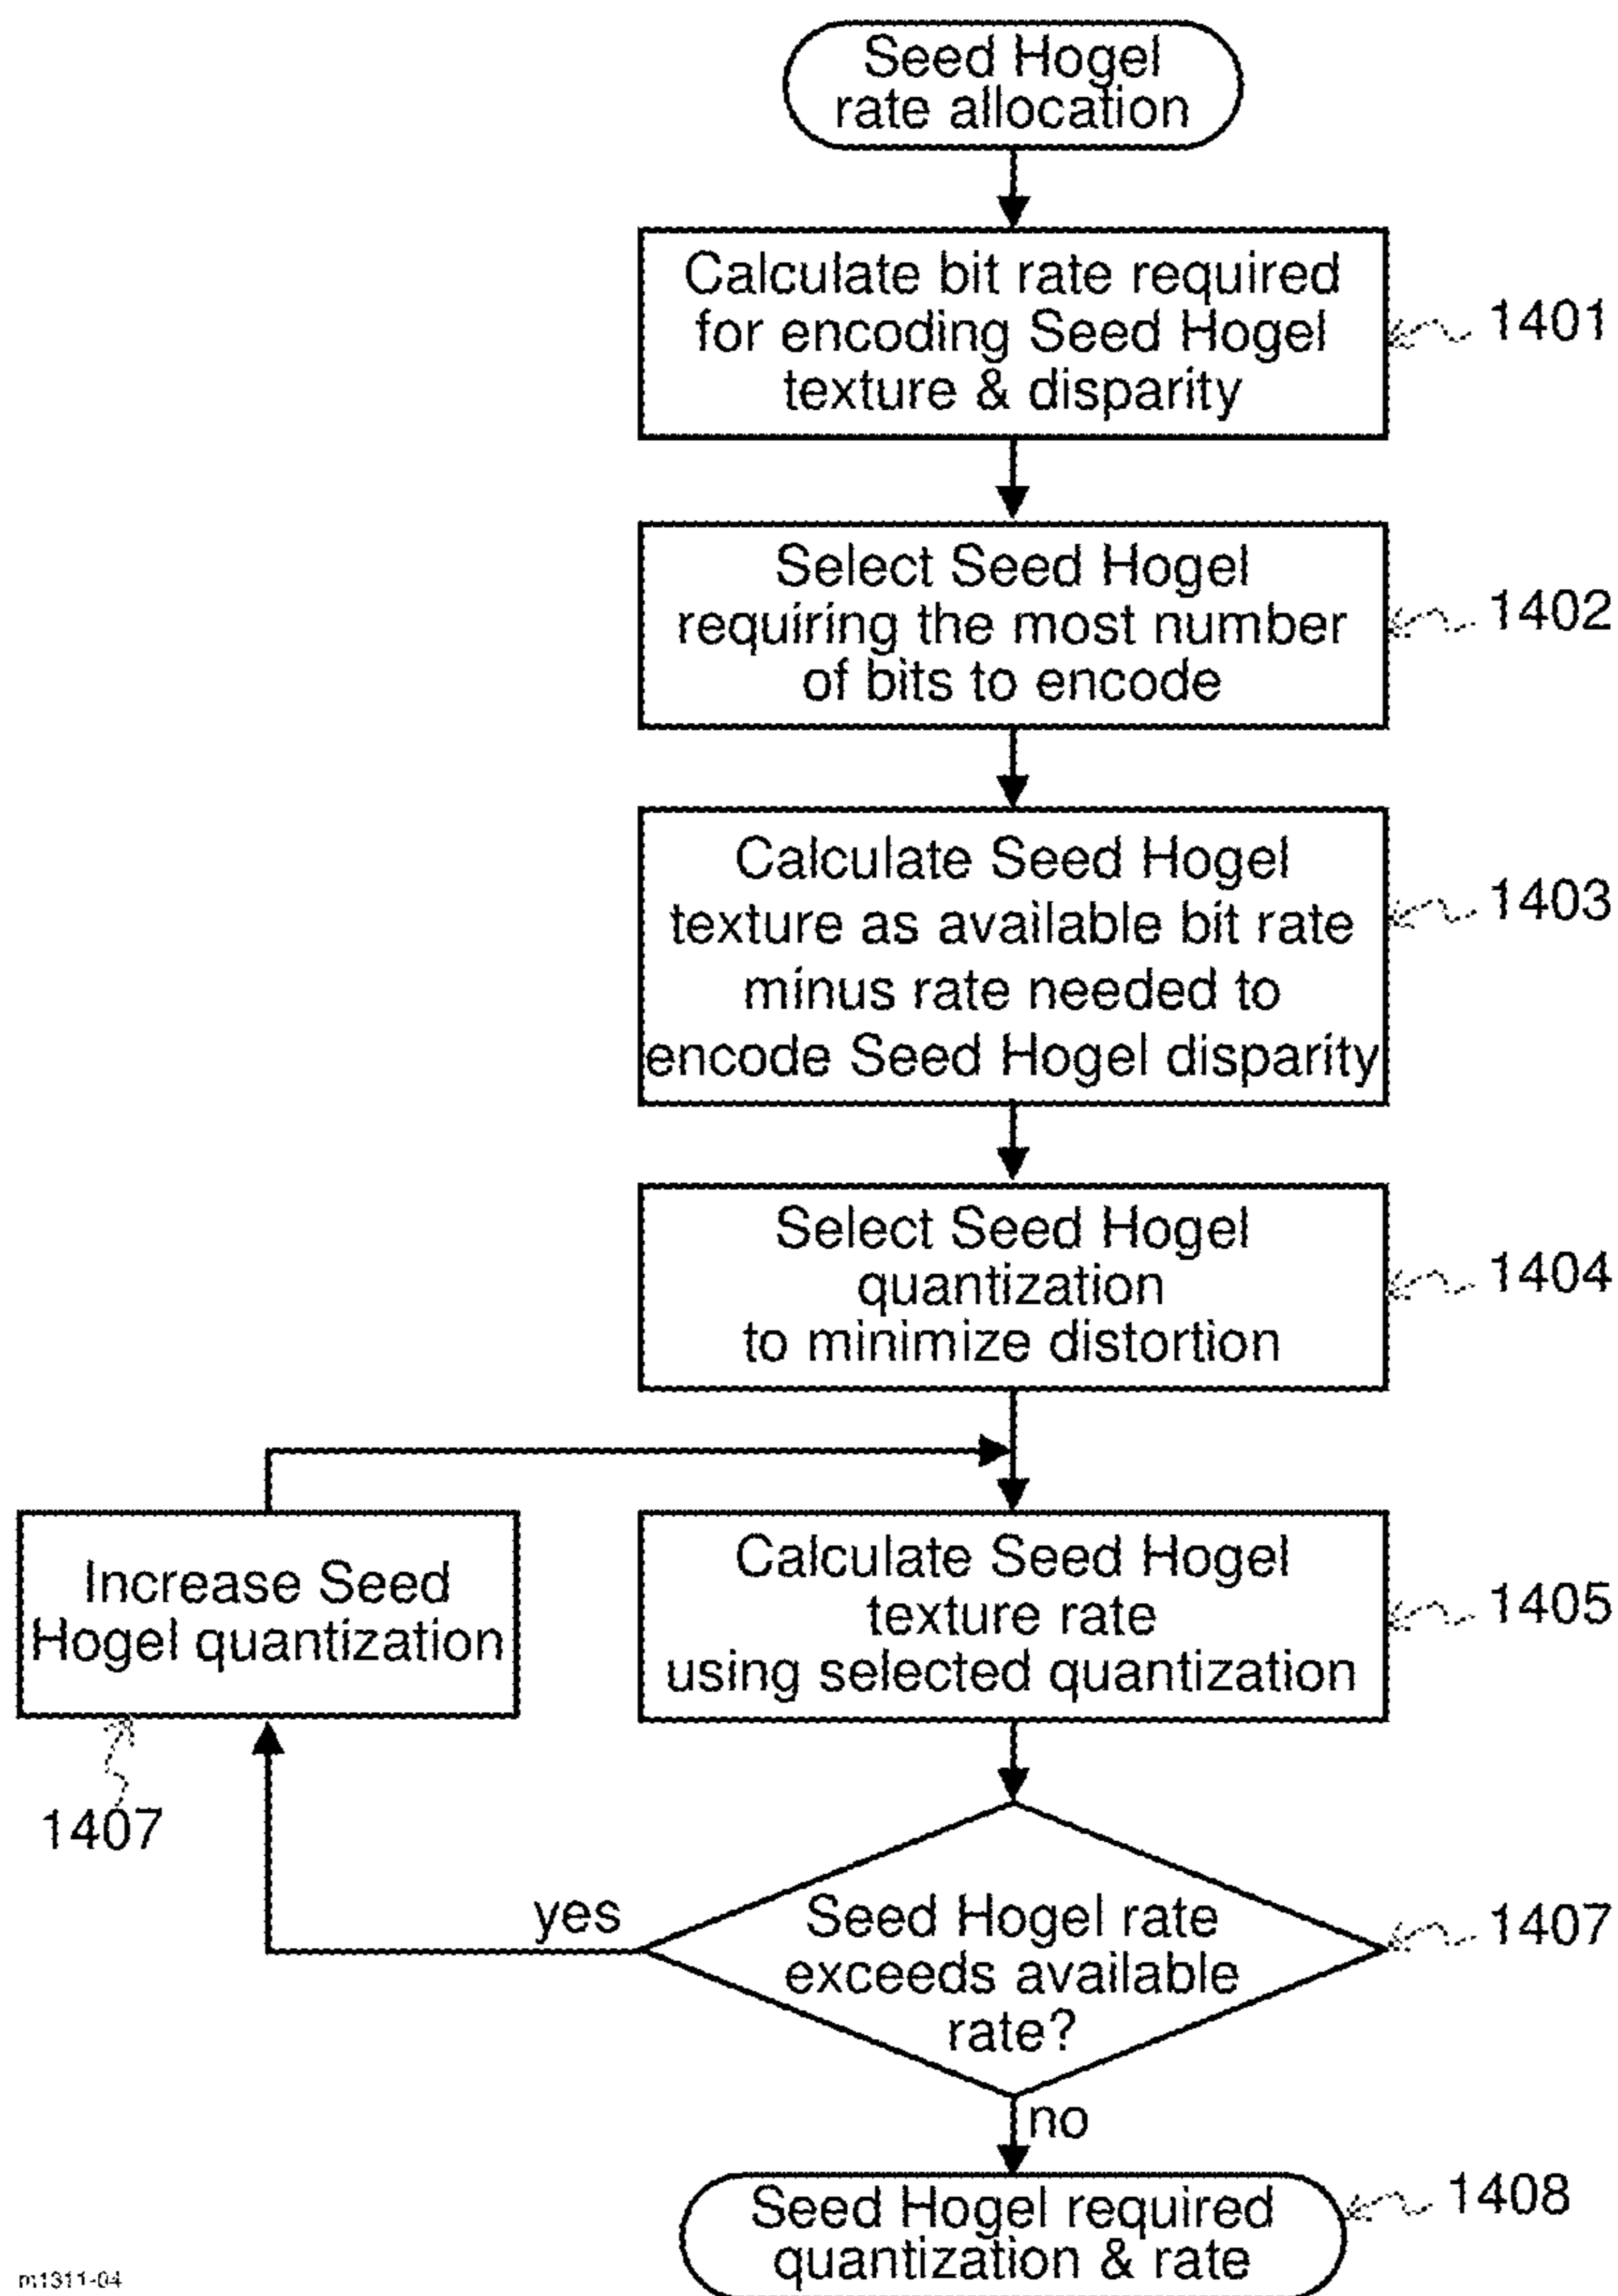 Seed Hogel
rate allocation
Calculate bit rate required
for encoding Seed Hogel
texture & disparity
1401
Select Seed Hogel
requiring the most number
of bits to encode
1402
Calculate Seed Hogel
texture as available bit rate
minus rate needed to
encode Seed Hogel disparity
1403
Select Seed Hogel
quantization
to minimize distortion
1404
Increase Seed
Hogel quantization
1407
Calculate Seed Hogel
texture rate
using selected quantization
1405
yes
Seed Hogel rate
exceeds available
rate?
1407
no
Seed Hogel required
quantization & rate
1408
m1311-04